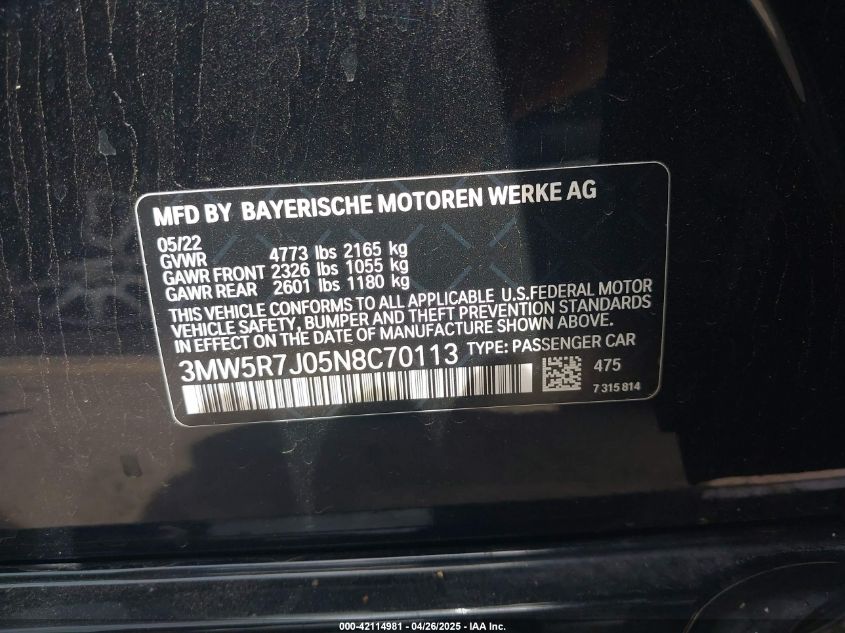 MFD BY BAYERISCHE MOTOREN WERKE AG
05/22
GVWR 4773 lbs 2165 kg
GAWR FRONT 2326 lbs 1055 kg
GAWR REAR 2601 lbs 1180 kg
THIS VEHICLE CONFORMS TO ALL APPLICABLE U.S.FEDERAL MOTOR
VEHICLE SAFETY, BUMPER AND THEFT PREVENTION STANDARDS
IN EFFECT ON THE DATE OF MANUFACTURE SHOWN ABOVE.
3MW5R7J05N8C70113 TYPE: PASSENGER CAR
475
7 315 814
000-42114981 - 04/26/2025 - IAA Inc.